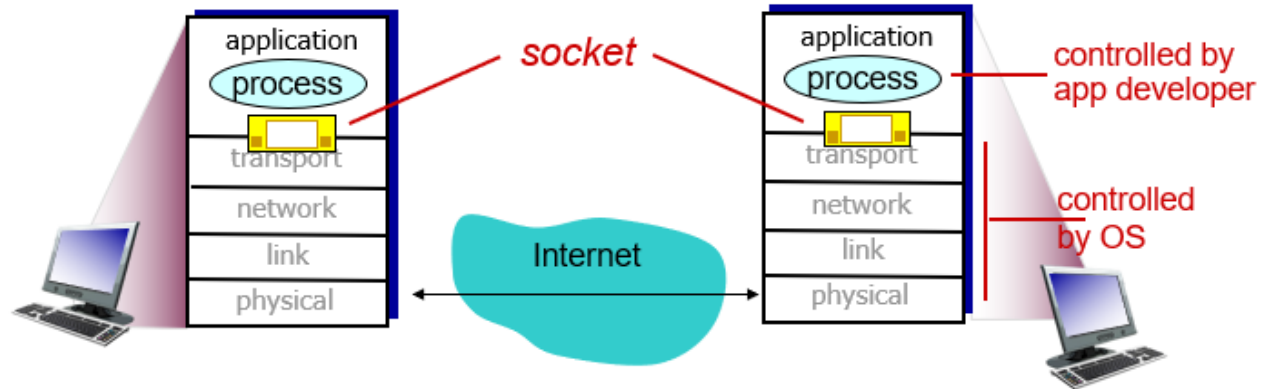 application
process
transport
network
link
physical
socket
Internet
application
process
transport
network
link
physical
controlled by
app developer
controlled
by OS